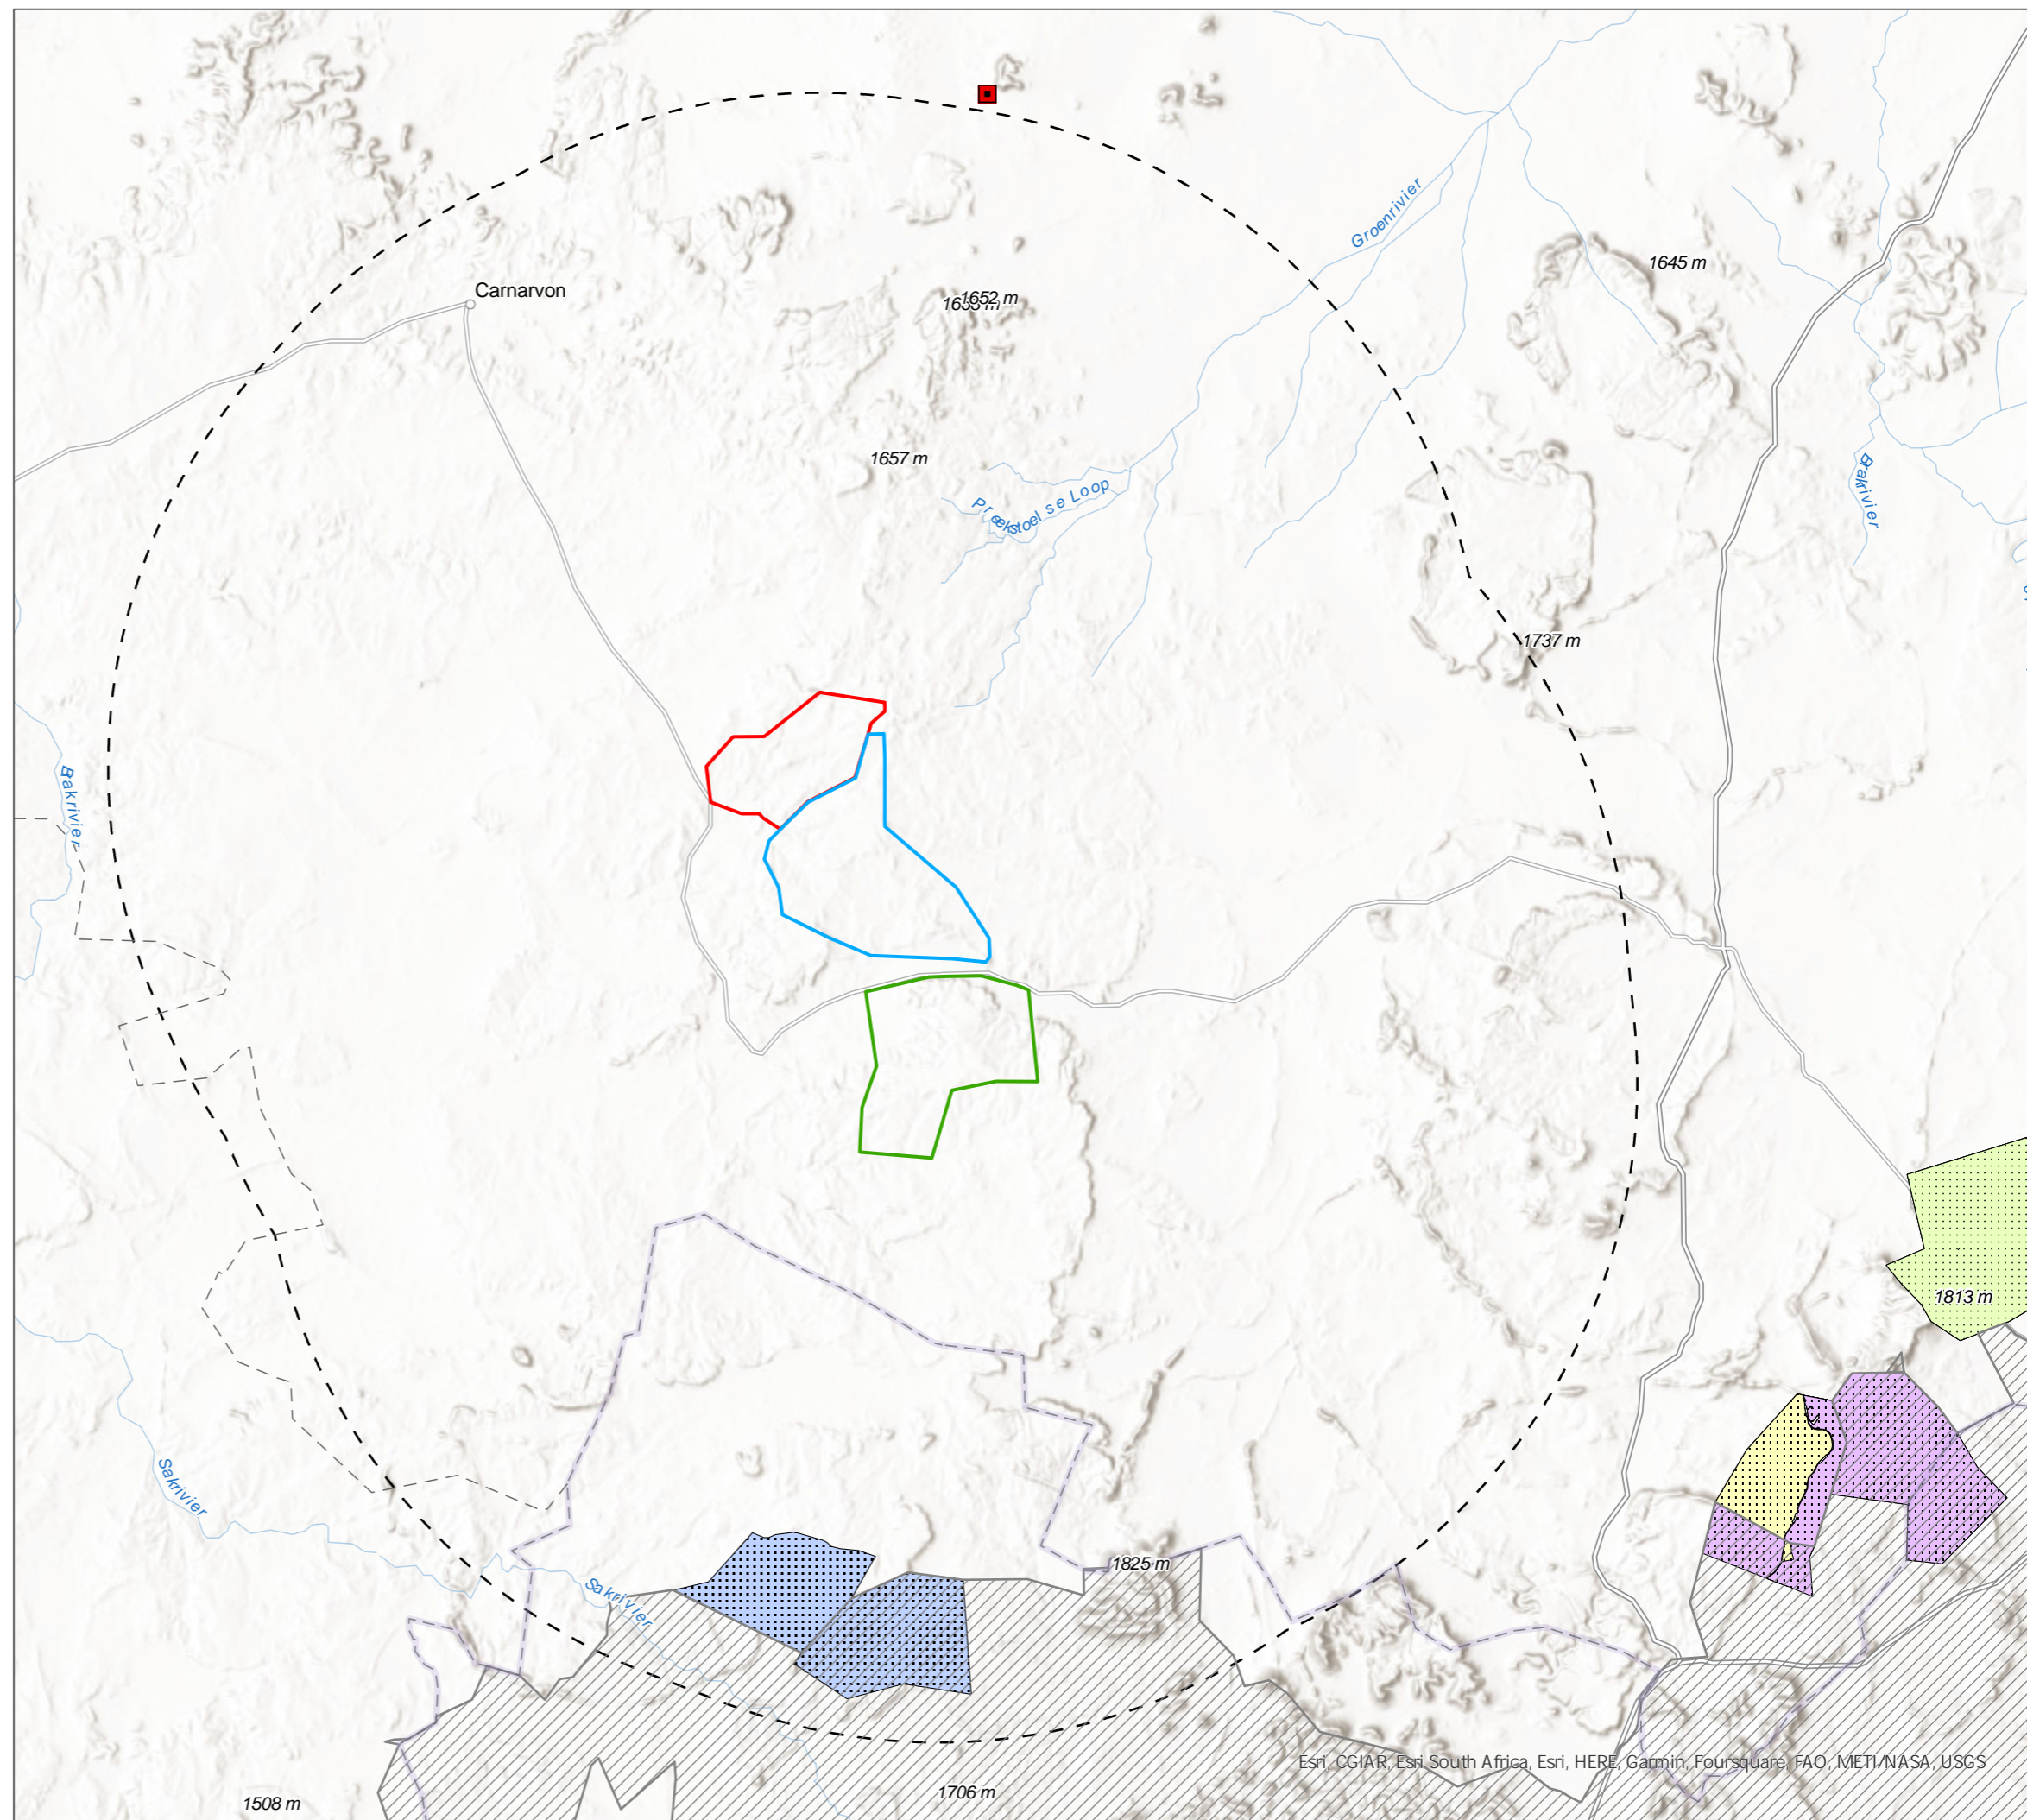 Groenrivier
1645 m
Carnarvon
1652 m
1657 m
Preekstoel se Loop
Brakrivier
1737 m
Bakrivier
1813 m
Sakrivier
1825 m
Sakrivier
Esri, CGIAR, Esri South Africa, Esri, HERE, Garmin, Foursquare, FAO, METI/NASA, USGS
1706 m
1508 m